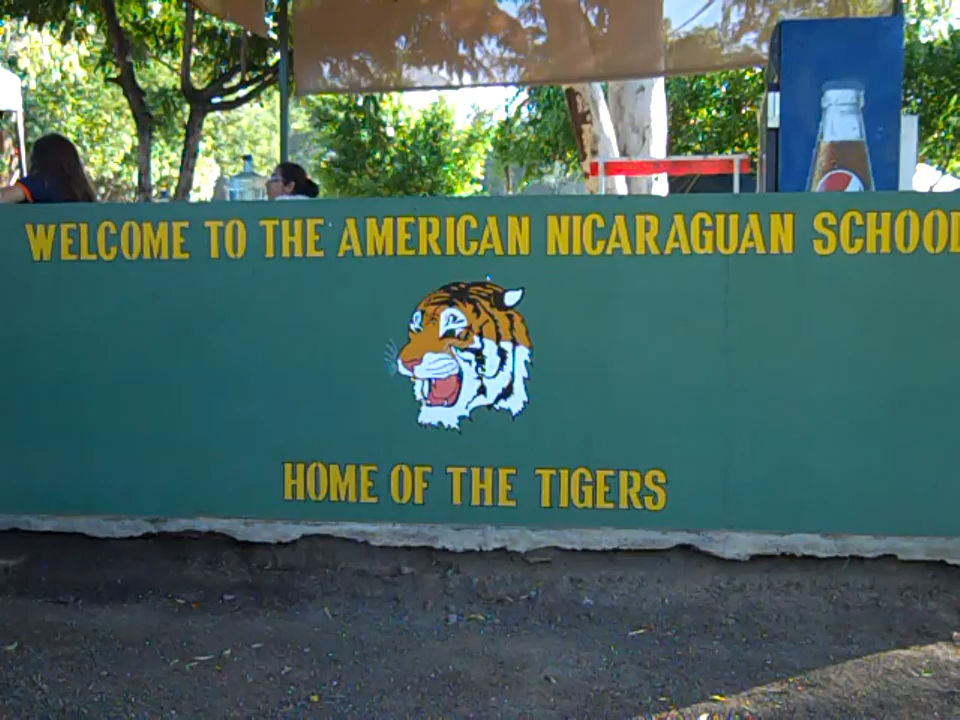 WELCOME TO THE AMERICAN NICARAGUAN SCHOOL
HOME OF THE TIGERS